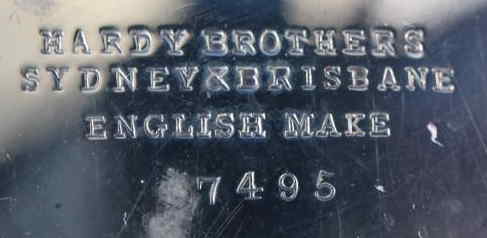 HARDY BROTHERS
SYDNEY & BRISBANE
ENGLISH MAKE
7495